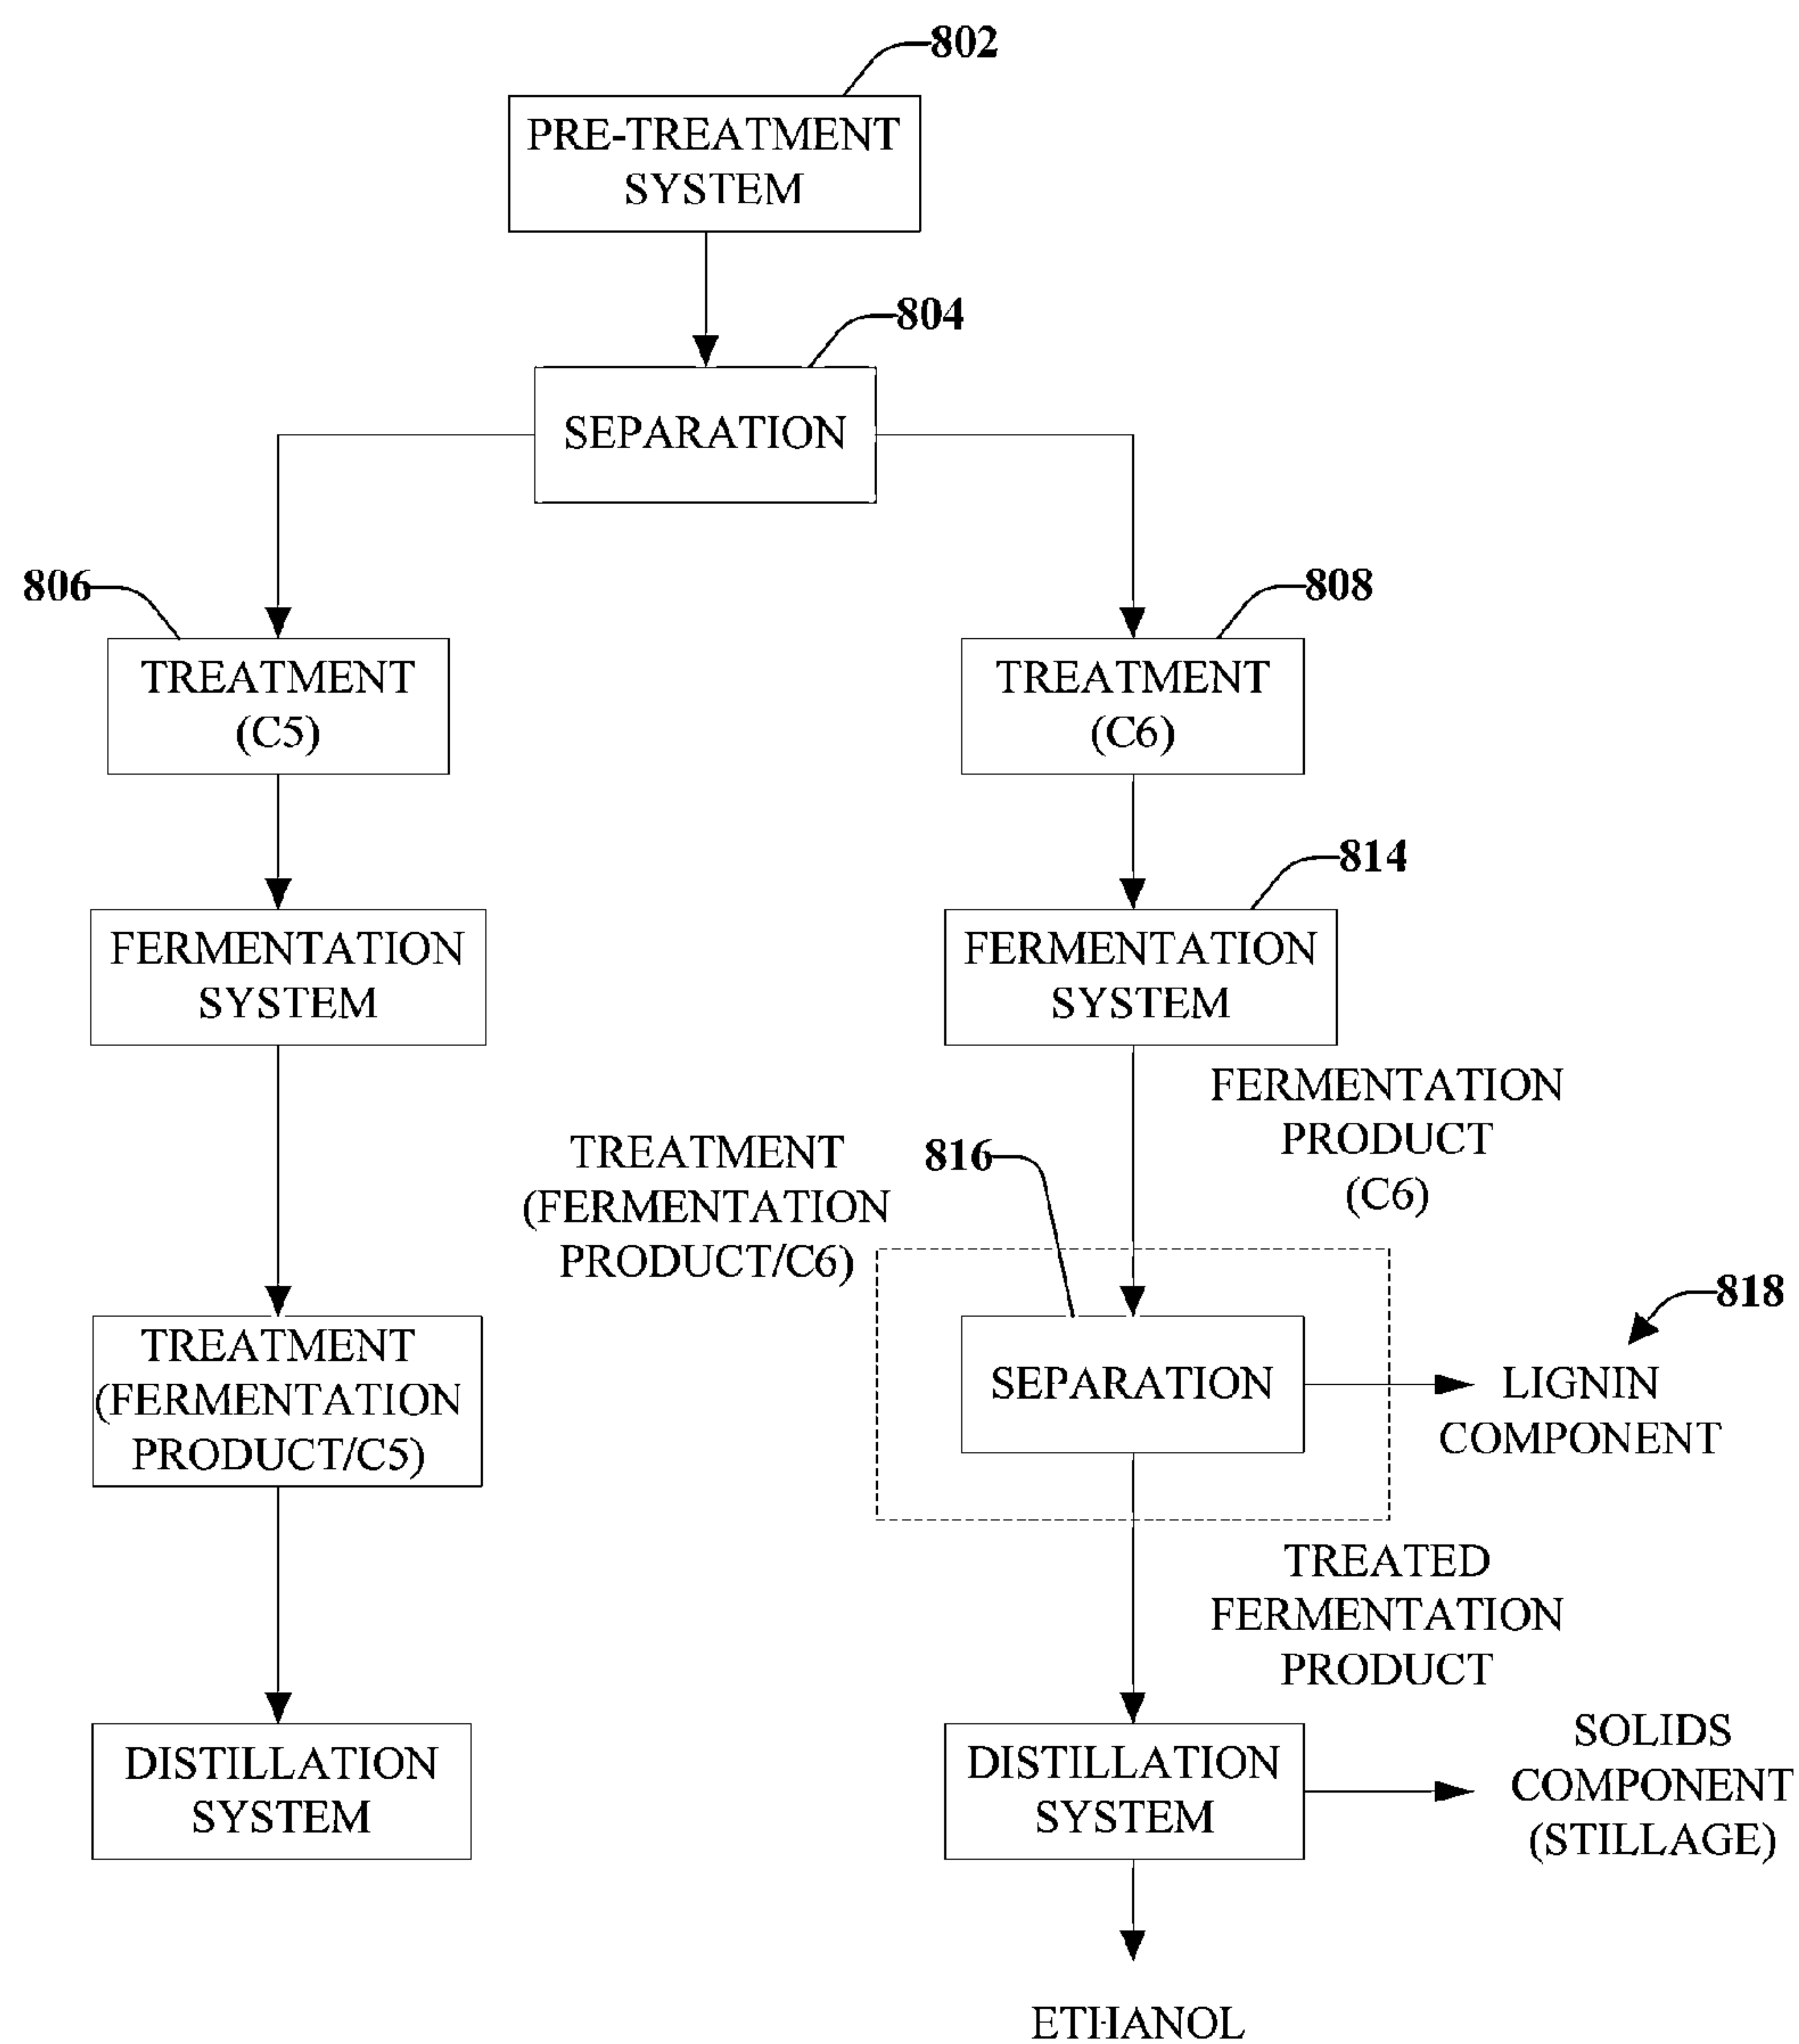 802
PRE-TREATMENT
SYSTEM
804
SEPARATION
806
TREATMENT
(C5)
808
TREATMENT
(C6)
FERMENTATION
SYSTEM
814
FERMENTATION
SYSTEM
FERMENTATION
PRODUCT
(C6)
TREATMENT
(FERMENTATION
PRODUCT/C6)
816
SEPARATION
818
LIGNIN
COMPONENT
TREATMENT
(FERMENTATION
PRODUCT/C5)
TREATED
FERMENTATION
PRODUCT
DISTILLATION
SYSTEM
DISTILLATION
SYSTEM
SOLIDS
COMPONENT
(STILLAGE)
ETHANOL